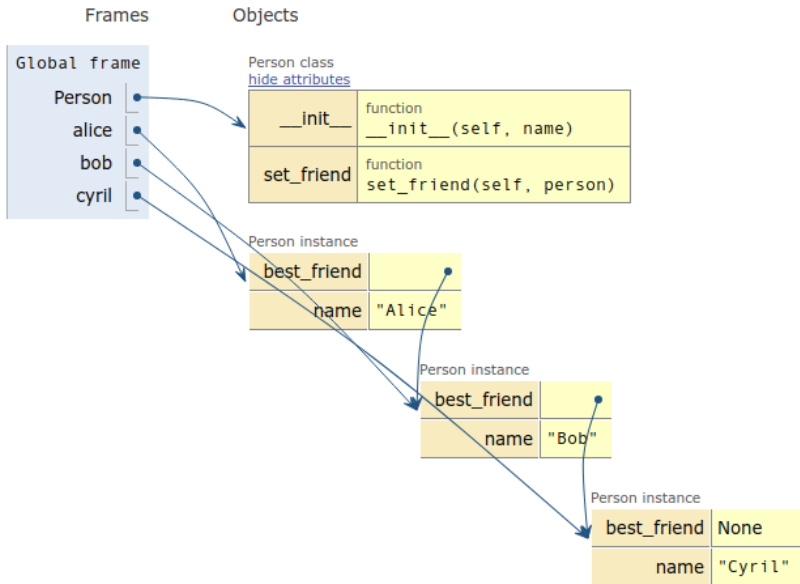 Frames Objects
Global frame
Person
alice
bob
cyril
Person class
hide attributes
__init__ function
__init__(self, name)
set_friend function
set_friend(self, person)
Person instance
best_friend
name "Alice"
Person instance
best_friend
name "Bob"
Person instance
best_friend None
name "Cyril"